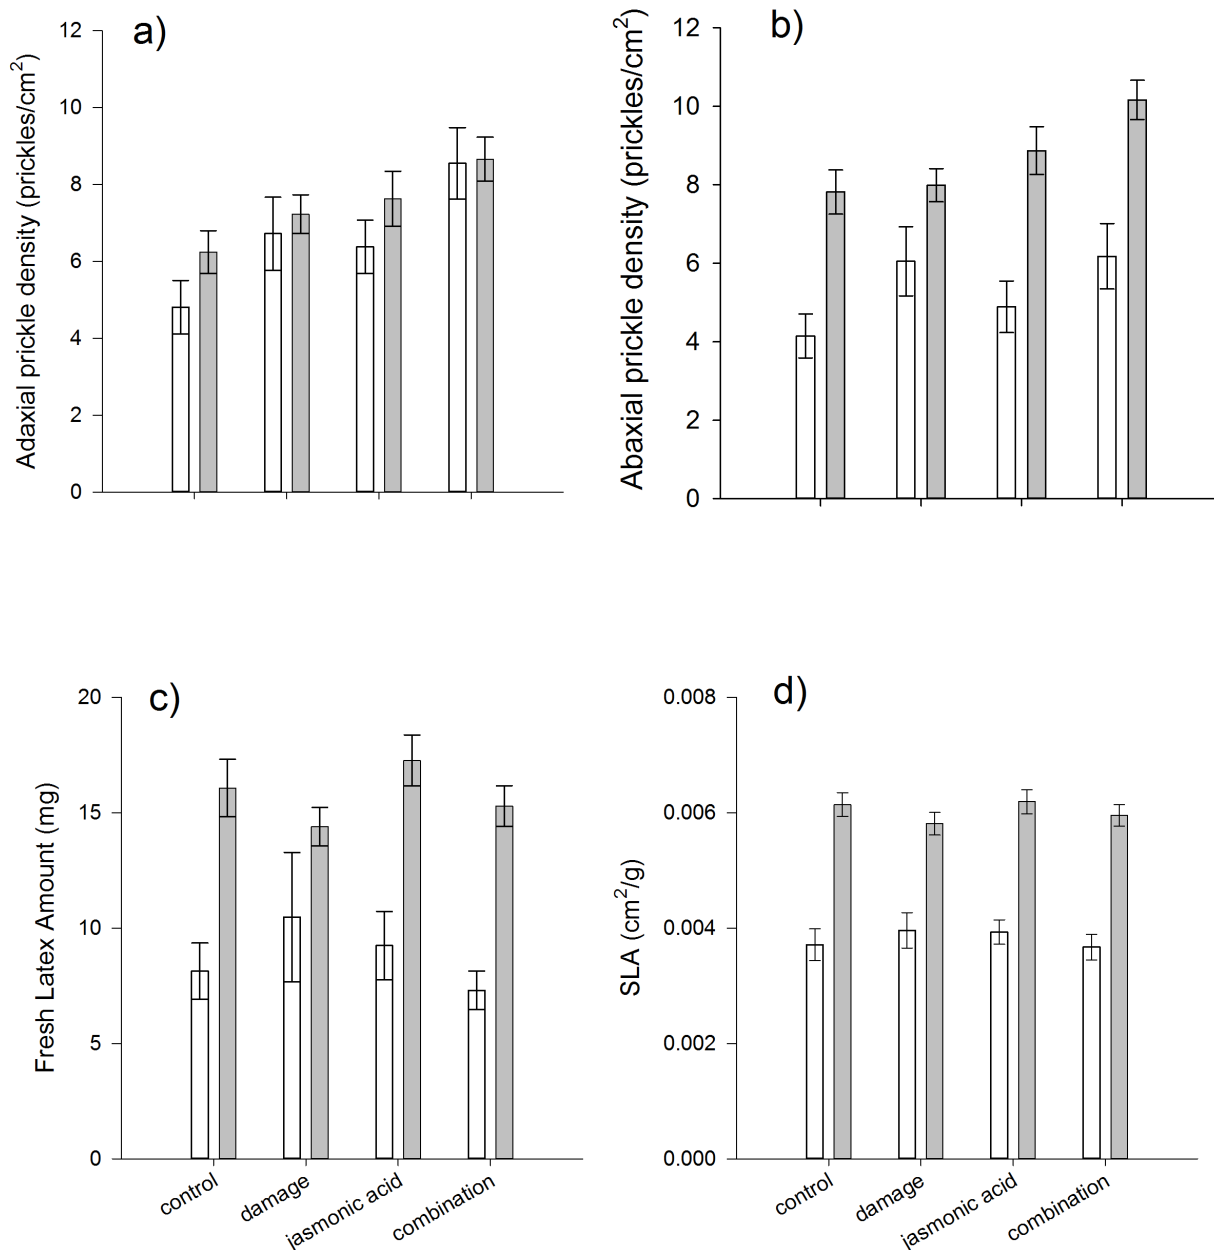 a)
Adaxial prickle density (prickles/cm²)
12
10
8
6
4
2
0
b)
Abaxial prickle density (prickles/cm²)
12
10
8
6
4
2
0
c)
Fresh Latex Amount (mg)
20
15
10
5
0
control
damage
jasmonic acid
combination
d)
SLA (cm²/g)
0.008
0.006
0.004
0.002
0.000
control
damage
jasmonic acid
combination